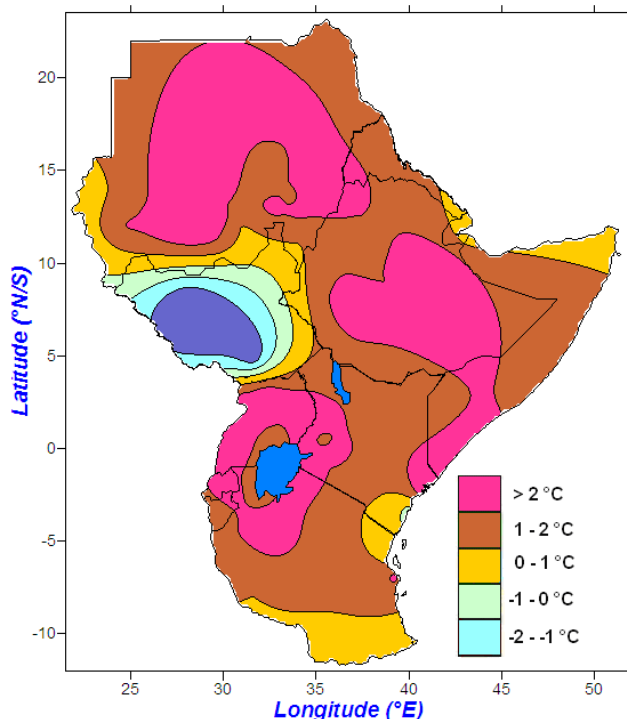 20
15
10
5
0
-5
-10
Latitude (°N/S)
> 2 °C
1 - 2 °C
0 - 1 °C
-1 - 0 °C
-2 - -1 °C
25 30 35 40 45 50
Longitude (°E)